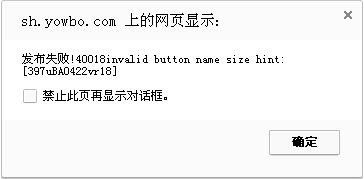 sh.yowbo.com 上的网页显示:
发布失败!40018invalid button name size hint:
[397uBA0422vr18]
禁止此页再显示对话框。
确定